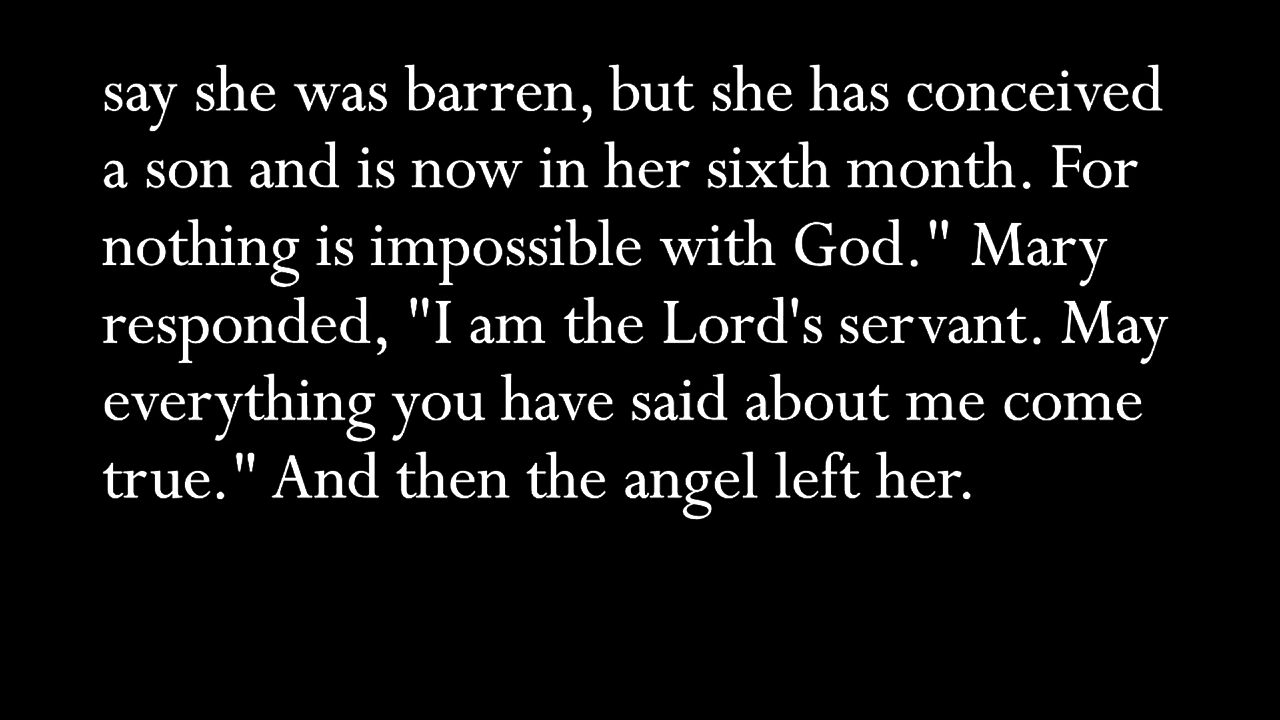 say she was barren, but she has conceived
a son and is now in her sixth month. For
nothing is impossible with God." Mary
responded, "I am the Lord's servant. May
everything you have said about me come
true." And then the angel left her.